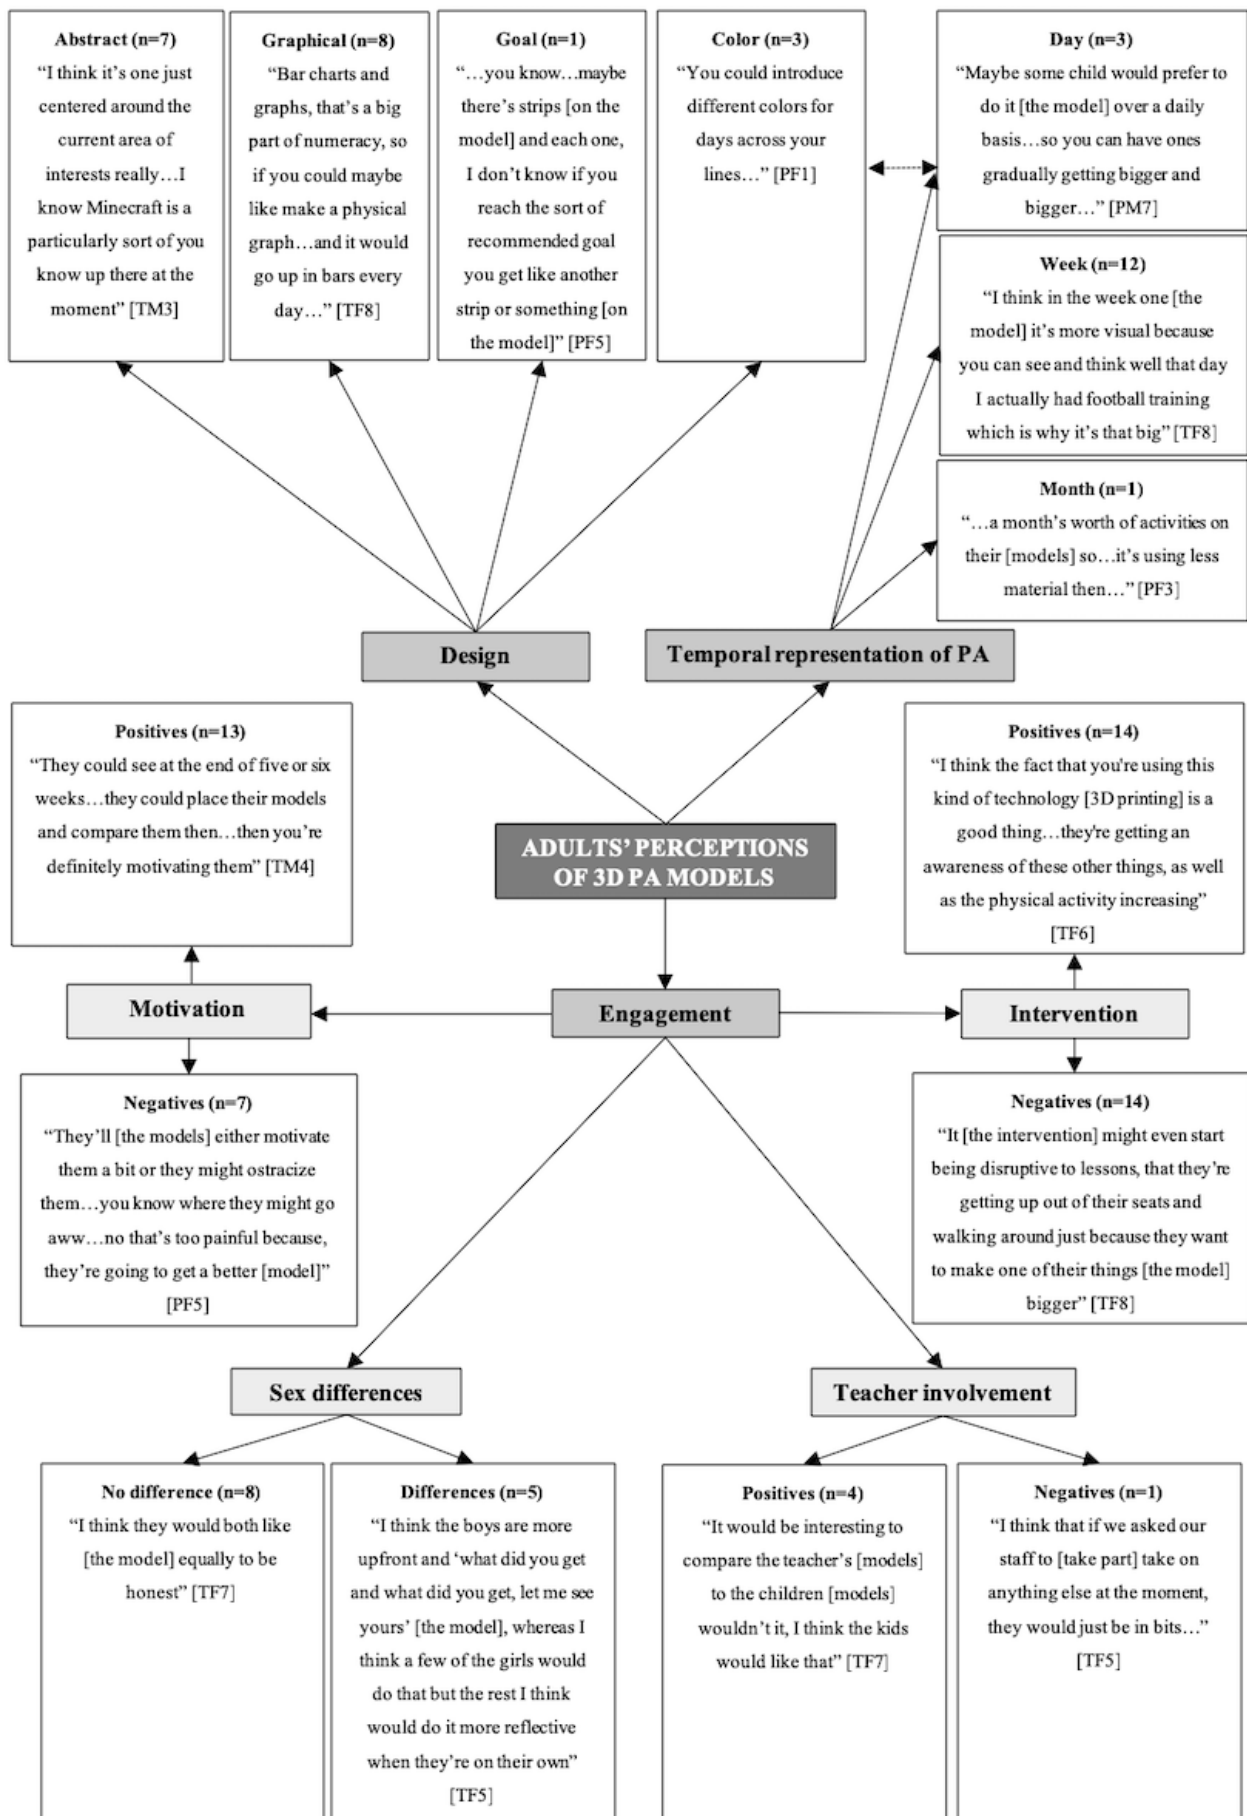 Abstract (n=7)
“I think it’s one just
centered around the
current area of
interests really…I
know Minecraft is a
particularly sort of you
know up there at the
moment” [TM3]
Graphical (n=8)
“Bar charts and
graphs, that’s a big
part of numeracy, so
if you could maybe
like make a physical
graph…and it would
go up in bars every
day…” [TF8]
Goal (n=1)
“…you know…maybe
there’s strips [on the
model] and each one,
I don’t know if you
reach the sort of
recommended goal
you get like another
strip or something [on
the model]” [PF5]
Color (n=3)
“You could introduce
different colors for
days across your
lines…” [PF1]
Day (n=3)
“Maybe some child would prefer to
do it [the model] over a daily
basis…so you can have ones
gradually getting bigger and
bigger…” [PM7]
Week (n=12)
“I think in the week one [the
model] it’s more visual because
you can see and think well that day
I actually had football training
which is why it’s that big” [TF8]
Month (n=1)
“…a month’s worth of activities on
their [models] so…it’s using less
material then…” [PF3]
Design
Temporal representation of PA
Positives (n=13)
“They could see at the end of five or six
weeks…they could place their models
and compare them then…then you’re
definitely motivating them” [TM4]
ADULTS’ PERCEPTIONS
OF 3D PA MODELS
Positives (n=14)
“I think the fact that you're using this
kind of technology [3D printing] is a
good thing…they're getting an
awareness of these other things, as well
as the physical activity increasing”
[TF6]
Motivation
Engagement
Intervention
Negatives (n=7)
“They’ll [the models] either motivate
them a bit or they might ostracize
them…you know where they might go
aww…no that’s too painful because,
they’re going to get a better [model]”
[PF5]
Negatives (n=14)
“It [the intervention] might even start
being disruptive to lessons, that they’re
getting up out of their seats and
walking around just because they want
to make one of their things [the model]
bigger” [TF8]
Sex differences
Teacher involvement
No difference (n=8)
“I think they would both like
[the model] equally to be
honest” [TF7]
Differences (n=5)
“I think the boys are more
upfront and ‘what did you get
and what did you get, let me see
yours’ [the model], whereas I
think a few of the girls would
do that but the rest I think
would do it more reflective
when they’re on their own”
[TF5]
Positives (n=4)
“It would be interesting to
compare the teacher’s [models]
to the children [models]
wouldn’t it, I think the kids
would like that” [TF7]
Negatives (n=1)
“I think that if we asked our
staff to [take part] take on
anything else at the moment,
they would just be in bits…”
[TF5]